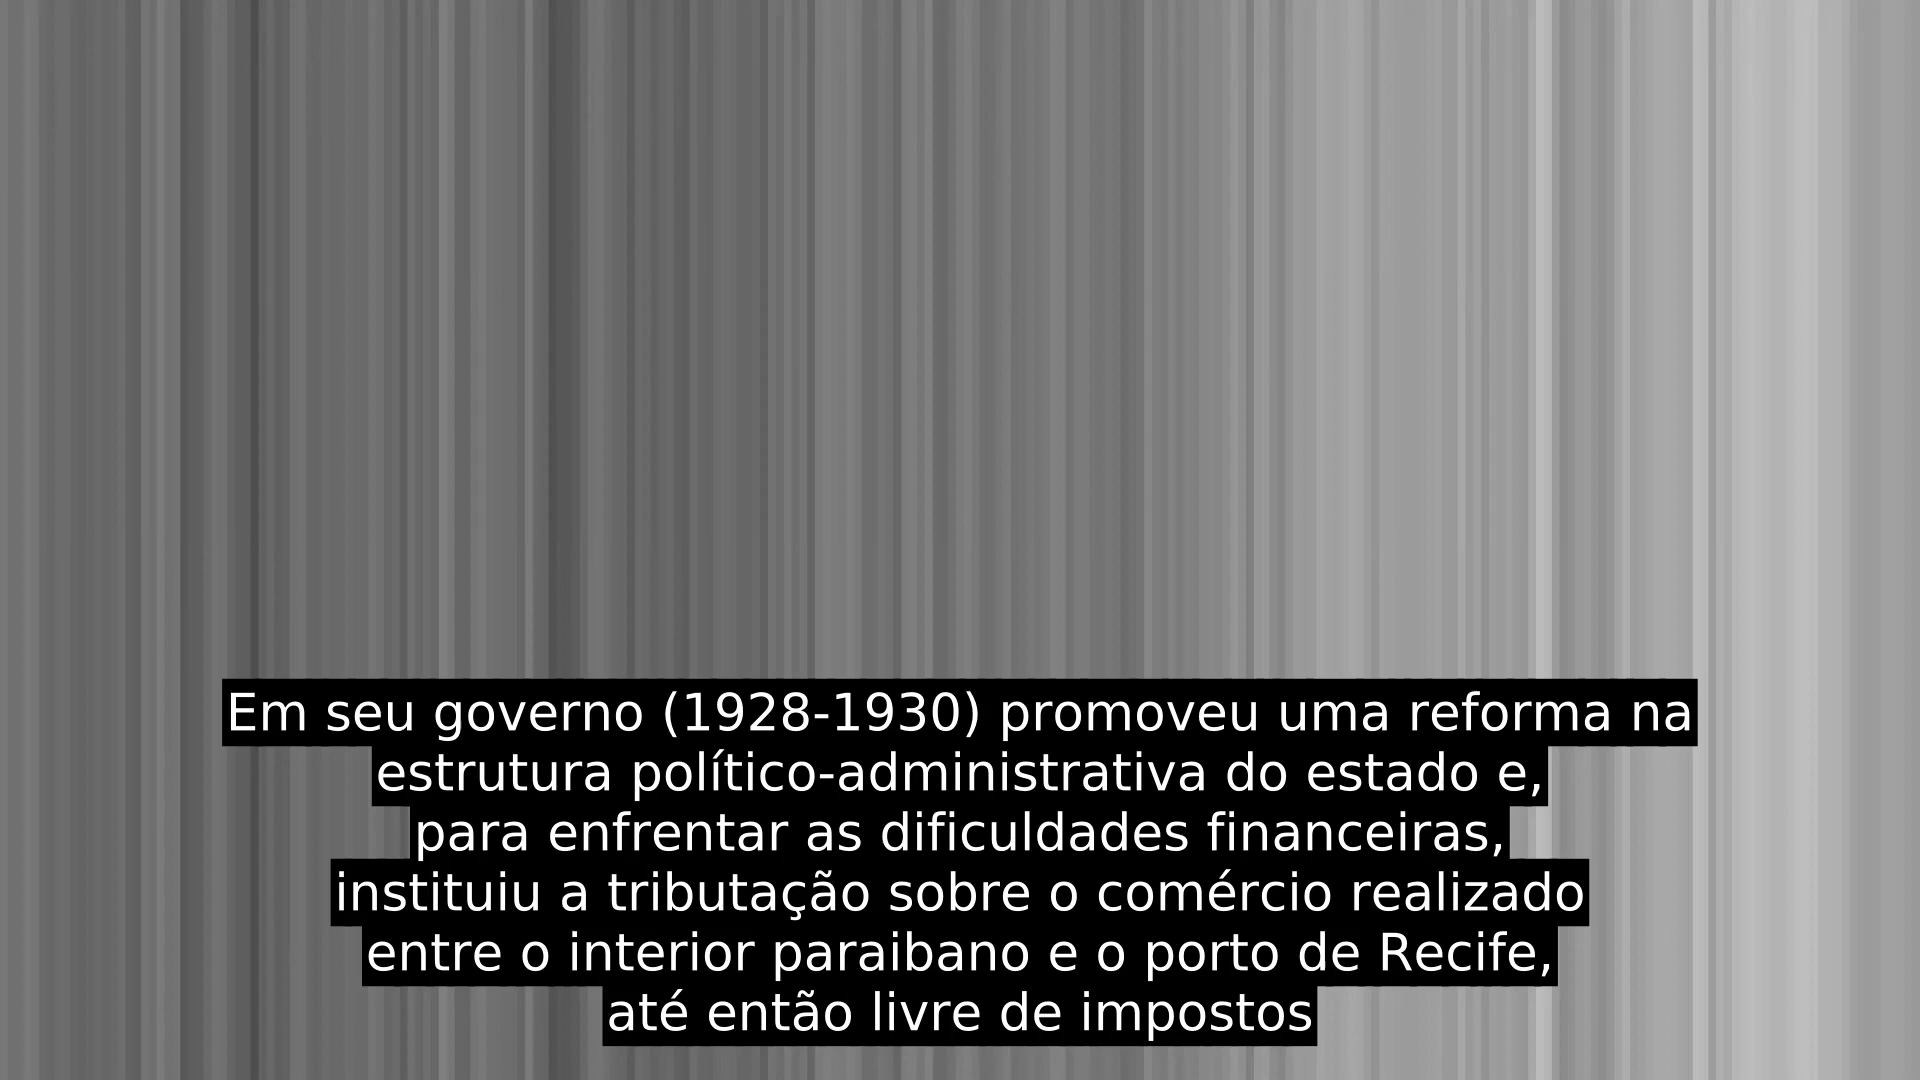 Em seu governo (1928-1930) promoveu uma reforma na
estrutura político-administrativa do estado e,
para enfrentar as dificuldades financeiras,
instituiu a tributação sobre o comércio realizado
entre o interior paraibano e o porto de Recife,
até então livre de impostos